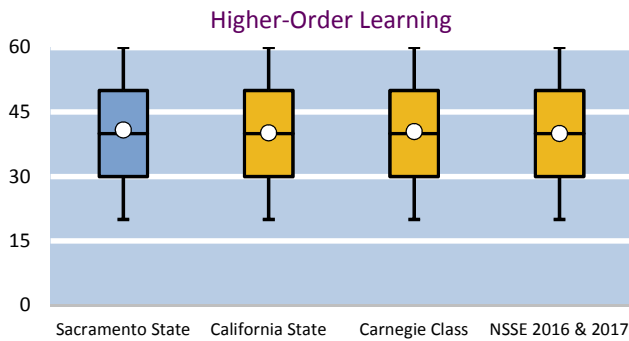 Higher-Order Learning
60
45
30
15
0
Sacramento State California State Carnegie Class NSSE 2016 & 2017